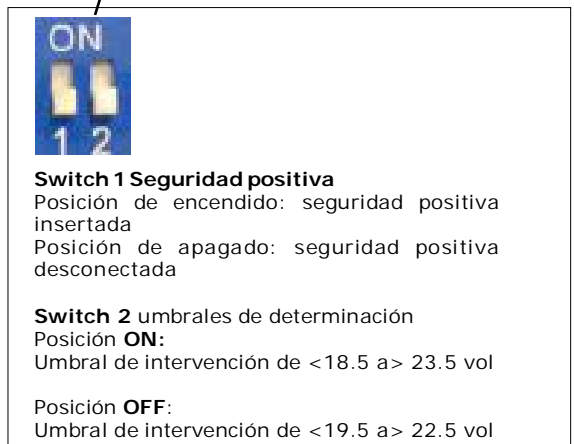 ON
1 2
Switch 1 Seguridad positiva
Posición de encendido: seguridad positiva
insertada
Posición de apagado: seguridad positiva
desconectada
Switch 2 umbrales de determinación
Posición ON:
Umbral de intervención de <18.5 a> 23.5 vol
Posición OFF:
Umbral de intervención de <19.5 a> 22.5 vol